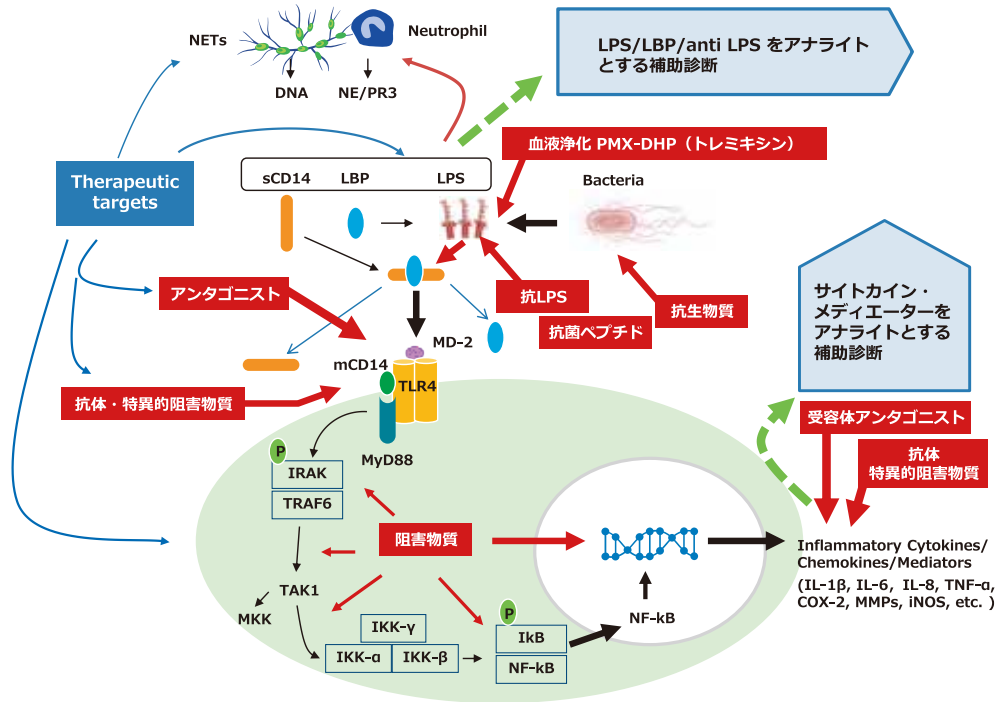 NETs
Neutrophil
DNA
NE/PR3
LPS/LBP/anti LPS をアナライト
とする補助診断
血液浄化 PMX-DHP（トレミキシン）
Therapeutic
targets
sCD14
LBP
LPS
Bacteria
アンタゴニスト
抗LPS
抗菌ペプチド
抗生物質
サイトカイン・
メディエーターを
アナライトとする
補助診断
MD-2
mCD14
TLR4
抗体・特異的阻害物質
MyD88
受容体アンタゴニスト
抗体
特異的阻害物質
P
IRAK
TRAF6
阻害物質
TAK1
MKK
IKK-γ
IKK-α
IKK-β
P
IkB
NF-kB
NF-kB
Inflammatory Cytokines/
Chemokines/Mediators
(IL-1β, IL-6, IL-8, TNF-α,
COX-2, MMPs, iNOS, etc. )